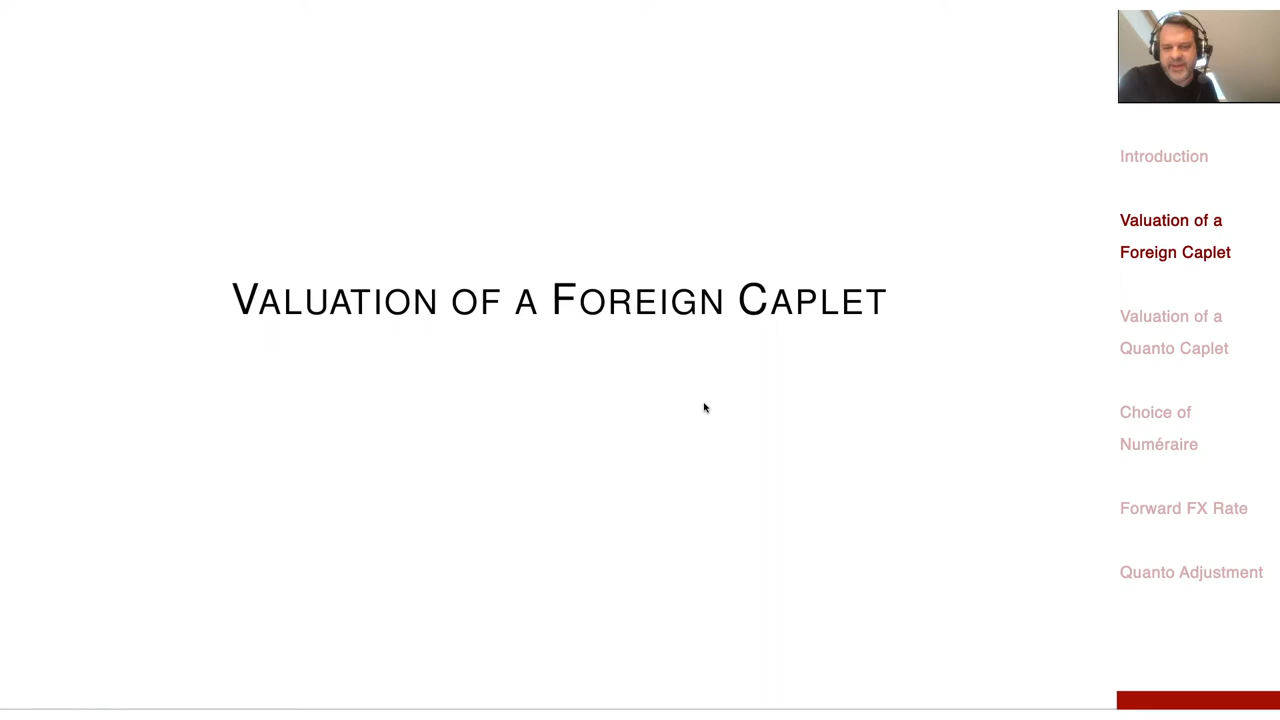 VALUATION OF A FOREIGN CAPLET
Introduction
Valuation of a
Foreign Caplet
Valuation of a
Quanto Caplet
Choice of
Numéraire
Forward FX Rate
Quanto Adjustment